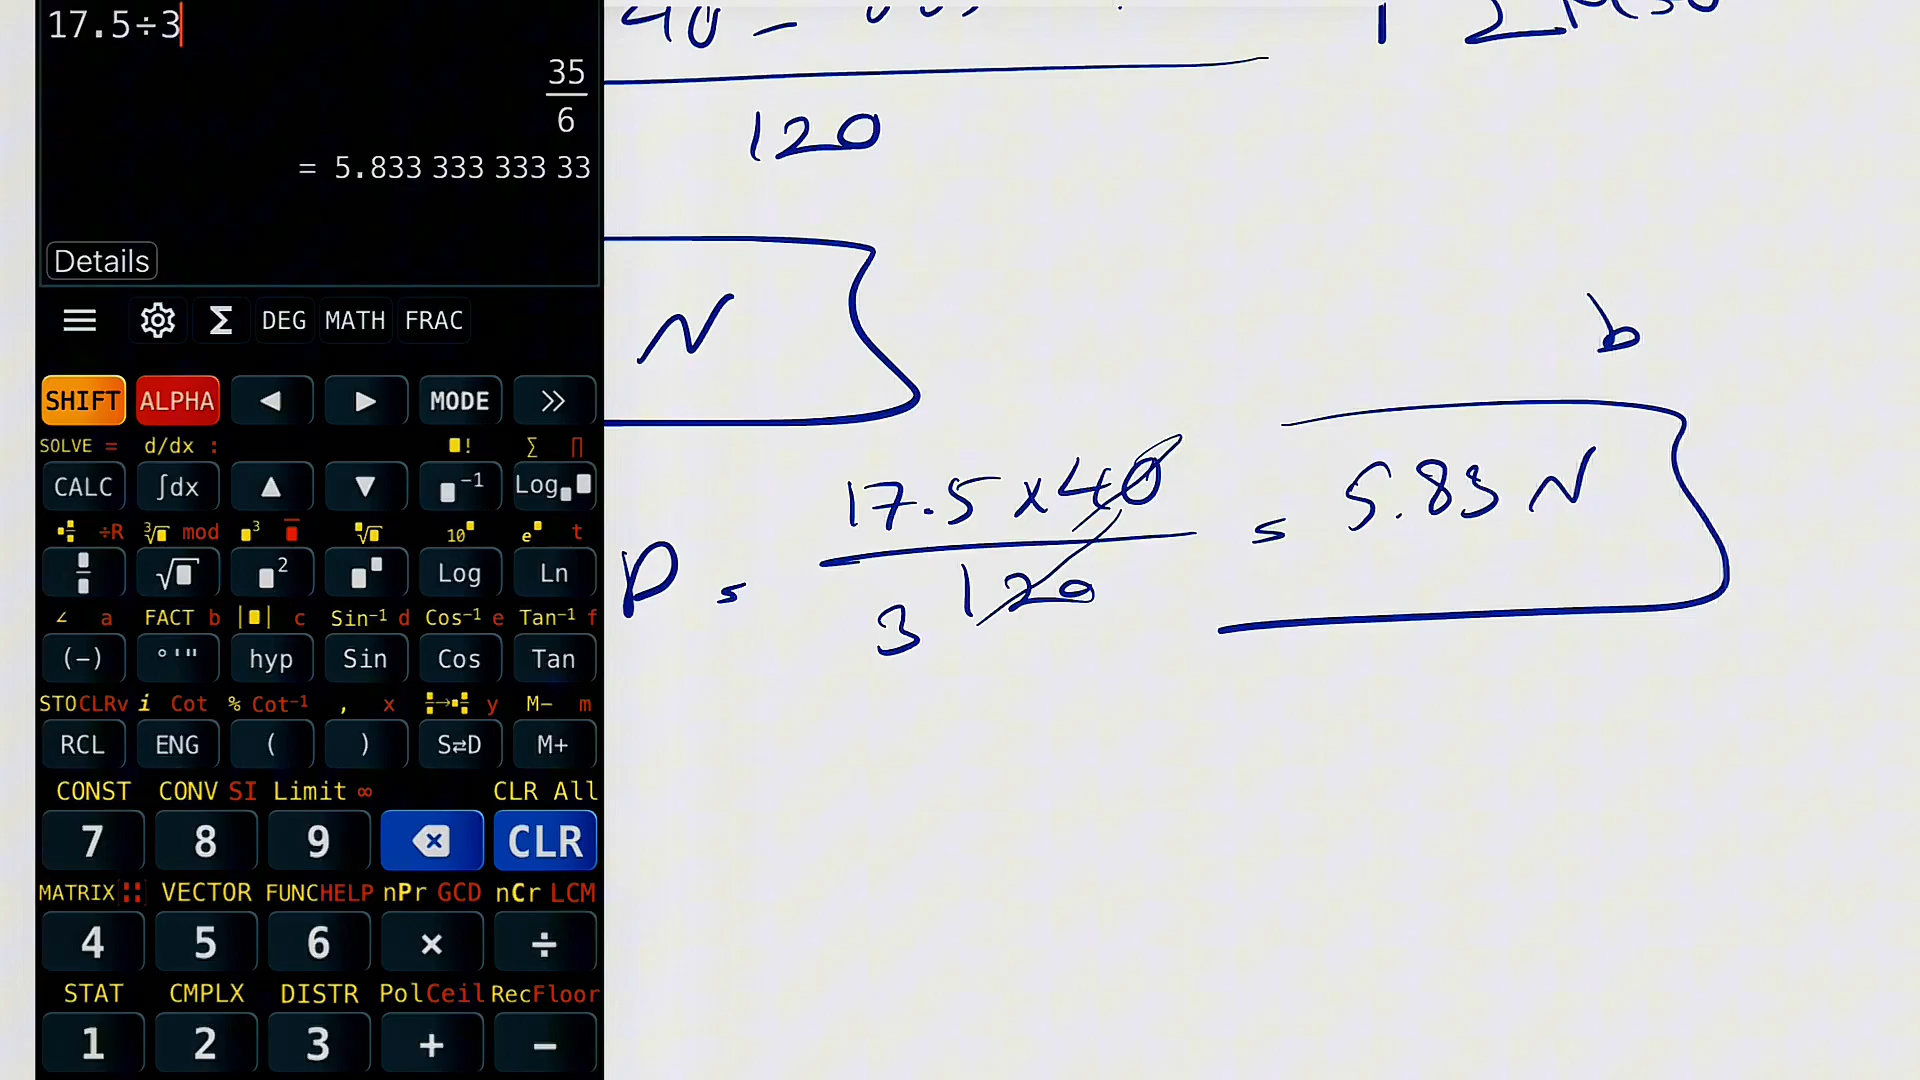 17.5÷3
35
6
= 5.833 333 333 33
Details
DEG MATH FRAC
SHIFT ALPHA ◀ ▶ MODE >>
SOLVE = d/dx : ■! ∑ ∏
CALC ∫dx ▲ ▼ ■⁻¹ Log
÷R ∛■ mod ■³ 10■ e■ t
√■ ■² Log Ln
∠ a FACT b |■| c Sin⁻¹ d Cos⁻¹ e Tan⁻¹ f
(−) °'" hyp Sin Cos Tan
STO CLRv i Cot % Cot⁻¹ , x y M− m
RCL ENG ( ) S⇄D M+
CONST CONV SI Limit ∞ CLR All
7 8 9 CLR
MATRIX VECTOR FUNC HELP nPr GCD nCr LCM
4 5 6 × ÷
STAT CMPLX DISTR Pol Ceil Rec Floor
1 2 3 + −
120
N
b
P = 17.5 x 40 = 5.83 N
3 120